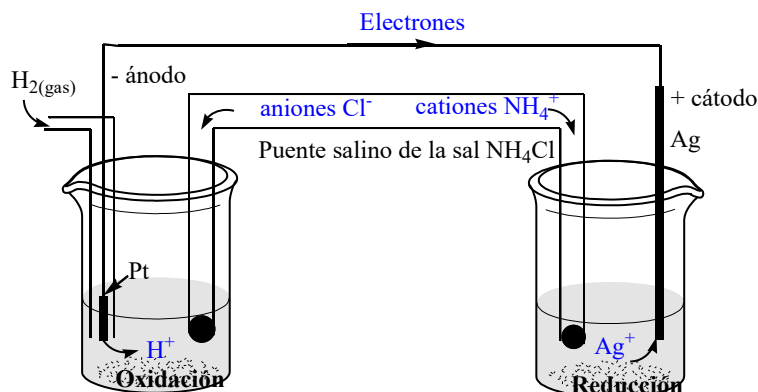 Electrones
H2(gas)
- ánodo
aniones Cl-
cationes NH4+
+ cátodo
Ag
Puente salino de la sal NH4Cl
Pt
H+
Ag+
Oxidación
Reducción